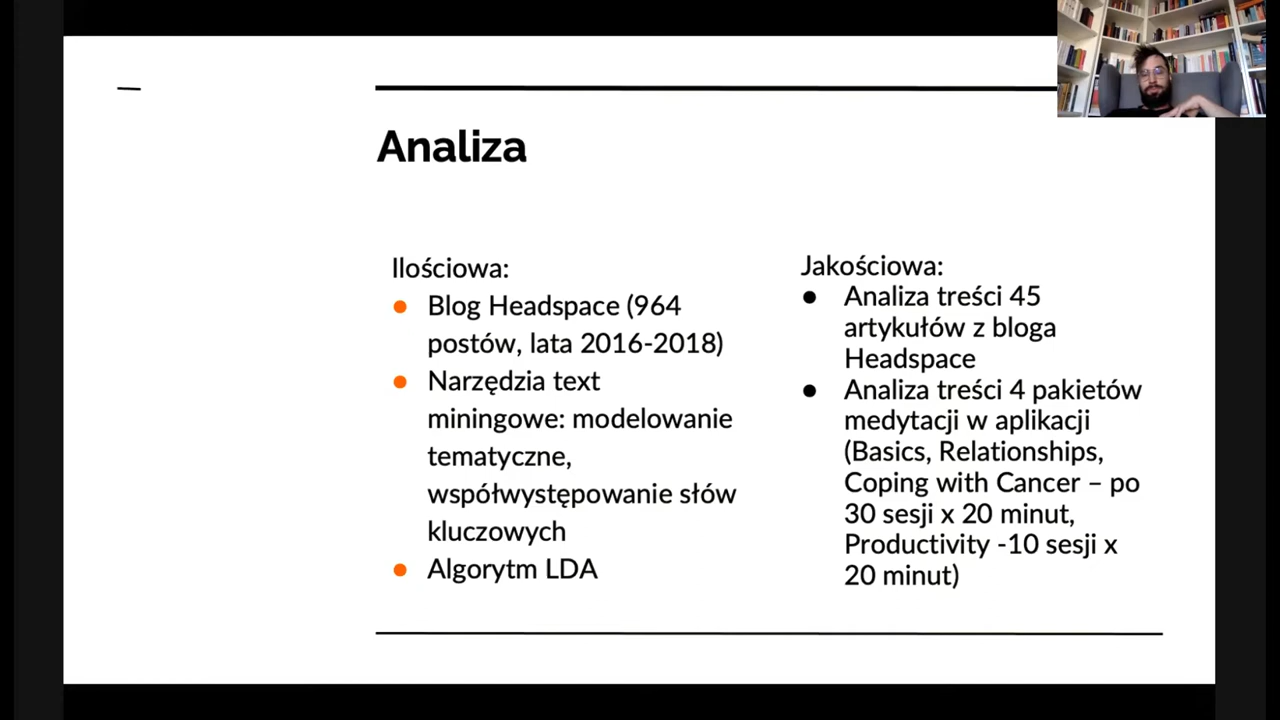 Analiza
Ilościowa:
● Blog Headspace (964
postów, lata 2016-2018)
● Narzędzia text
miningowe: modelowanie
tematyczne,
współwystępowanie słów
kluczowych
● Algorytm LDA
Jakościowa:
● Analiza treści 45
artykułów z bloga
Headspace
● Analiza treści 4 pakietów
medytacji w aplikacji
(Basics, Relationships,
Coping with Cancer – po
30 sesji x 20 minut,
Productivity -10 sesji x
20 minut)